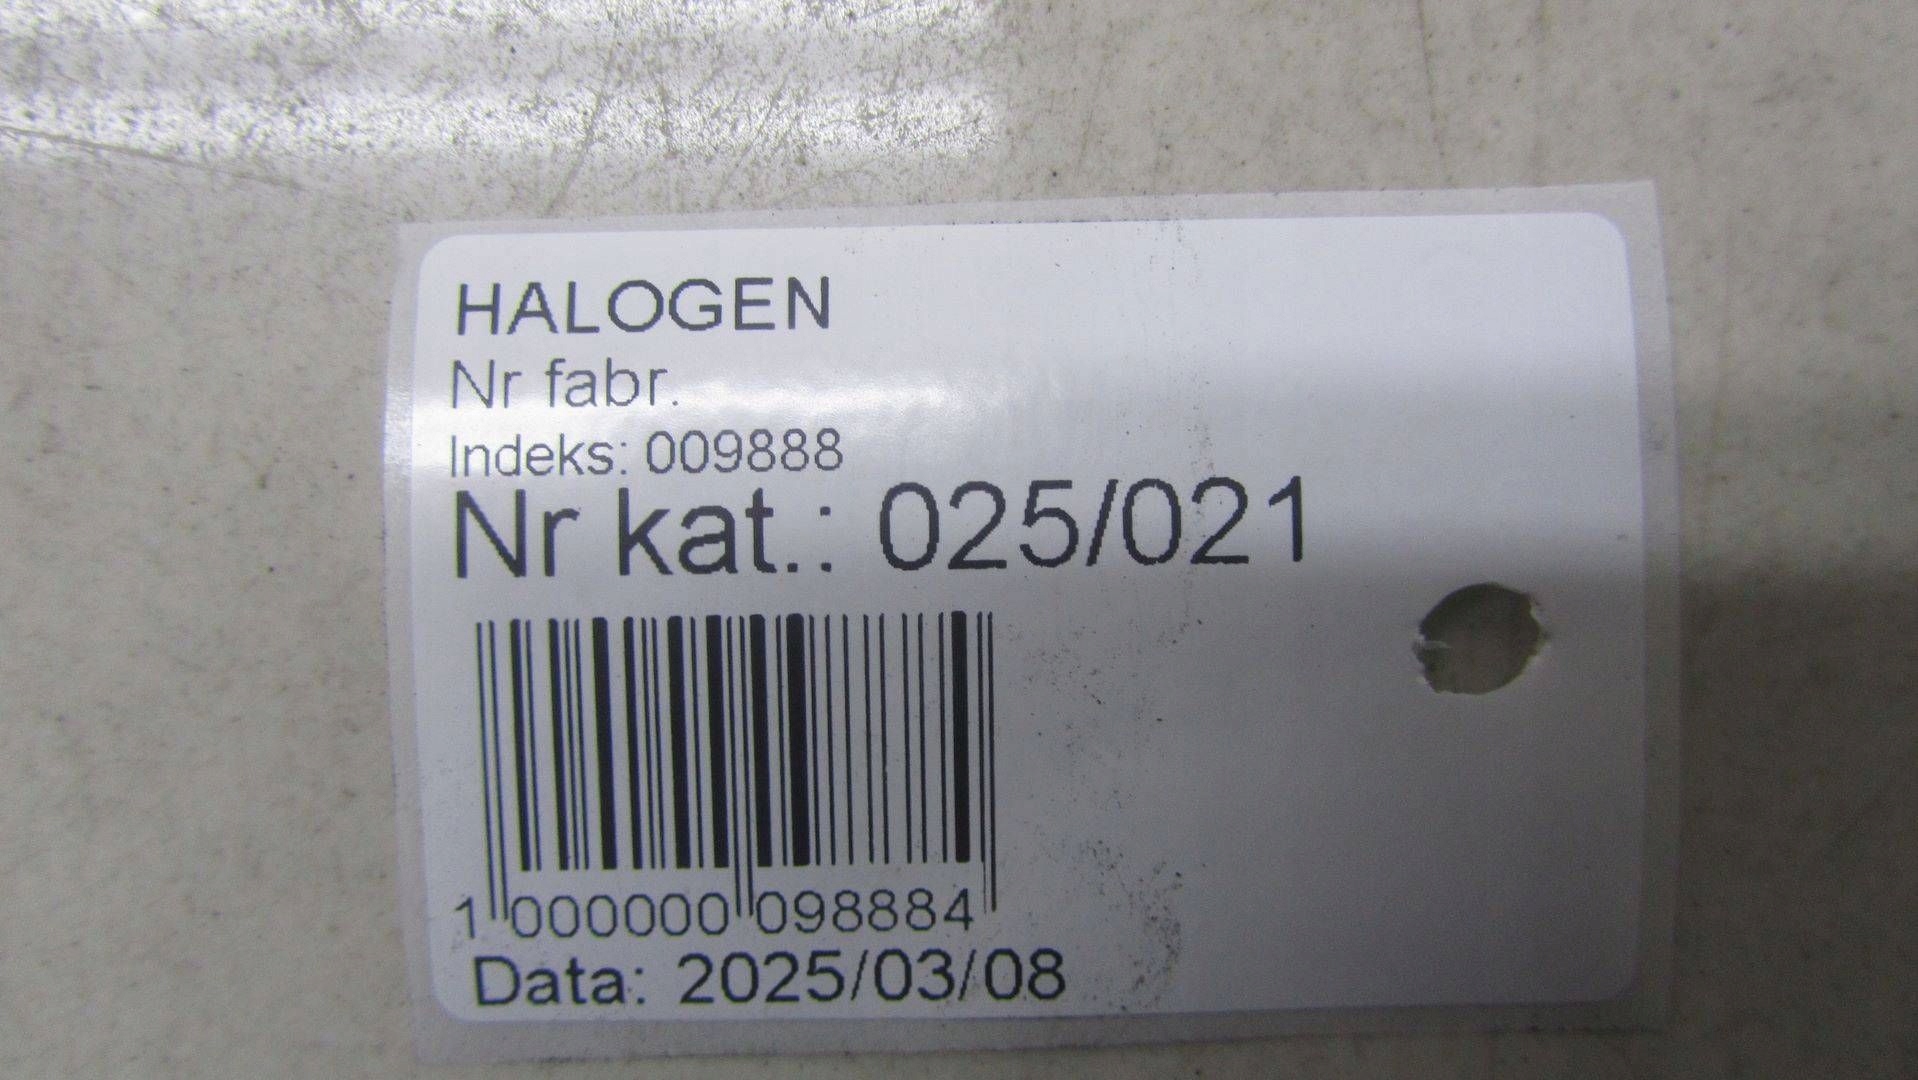 HALOGEN
Nr fabr.
Indeks: 009888
Nr kat.: 025/021
1 000000 098884
Data: 2025/03/08